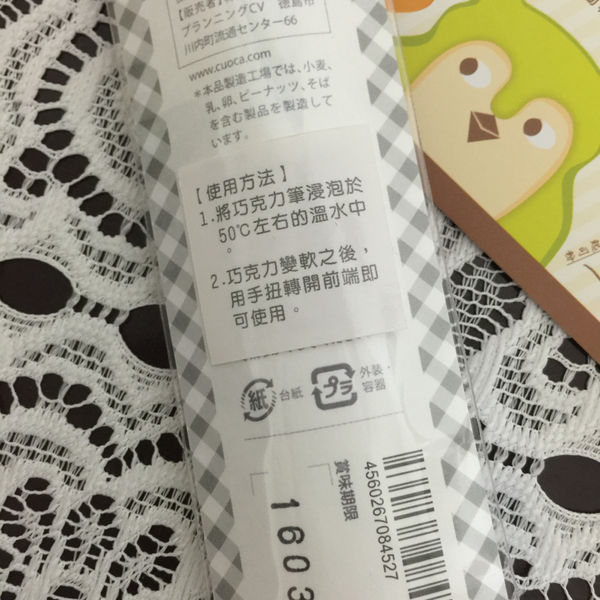 【販売者】
プランニングCV 徳島市
川内町流通センター66
www.cuoca.com
*本品製造工場では、小麦、
乳、卵、ピーナッツ、そば
を含む製品を製造して
います。
【使用方法】
1.將巧克力筆浸泡於
50℃左右的溫水中
。
2.巧克力變軟之後，
用手扭轉開前端即
可使用。
紙 台紙
プラ 外装
容器
賞味期限
1603
4560267084527